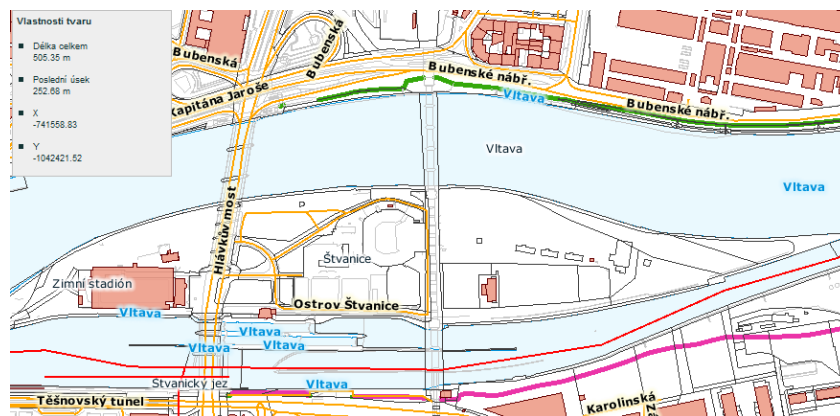 Vlastnosti tvaru
Délka celkem
505.35 m
Poslední úsek
252.68 m
X
-741558.83
Y
-1042421.52
Bubenská
Bubenská
Kapitána Jaroše
Bubenské nábř.
Vltava
Bubenské nábř.
Vltava
Vltava
Hlávkův most
Štvanice
Zimní stadión
Ostrov Štvanice
Vltava
Vltava
Vltava
Štvanický jez
Vltava
Těšnovský tunel
Karolinská